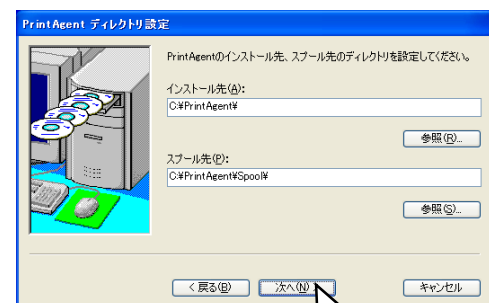 PrintAgent ディレクトリ設定
PrintAgentのインストール先、スプール先のディレクトリを設定してください。
インストール先(A):
C:¥PrintAgent¥
参照(R)...
スプール先(P):
C:¥PrintAgent¥Spool¥
参照(S)...
< 戻る(B)
次へ(N) >
キャンセル